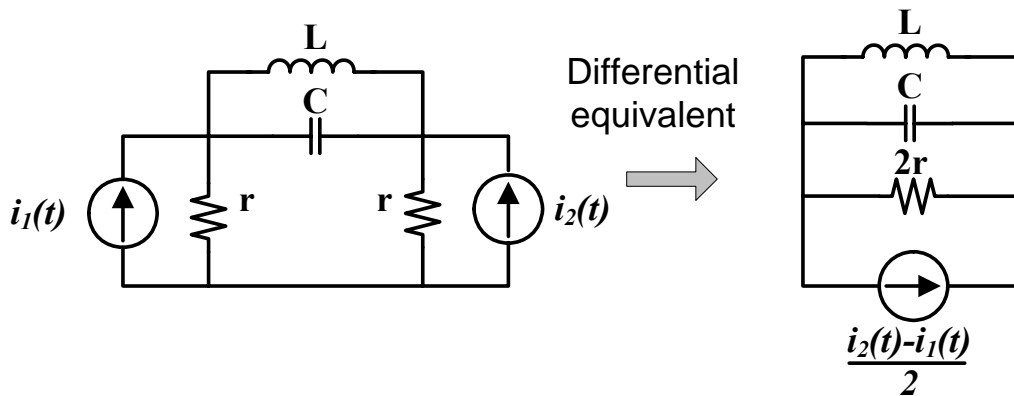 L
C
i1(t)
r
r
i2(t)
Differential
equivalent
L
C
2r
i2(t)-i1(t)
2